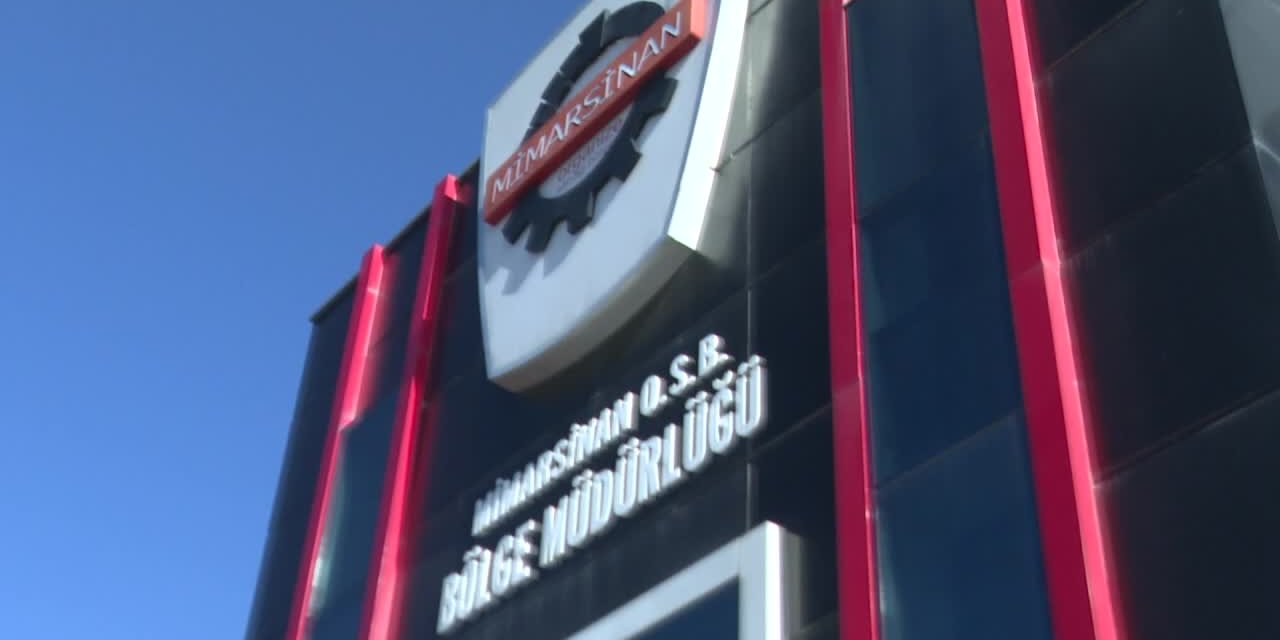 MİMARSİNAN
MİMARSİNAN O.S.B.
BÖLGE MÜDÜRLÜĞÜ